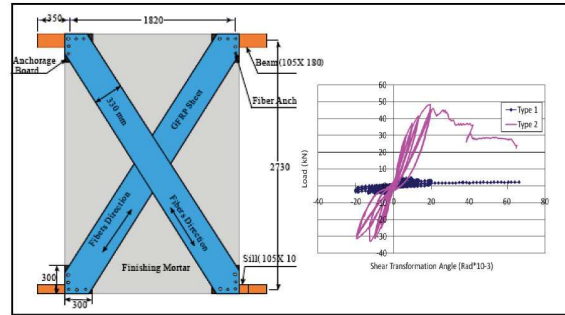 350
1820
Anchorage
Board
Beam(105X 180)
Fiber Anch
330 mm
GFRP Sheet
2730
Fibers Direction
Fibers Direction
300
Finishing Mortar
Sill(105X 10
300
Load (kN)
60
50
40
30
20
10
0
-10
-20
-30
-40
-40
-20
0
20
40
60
80
Type 1
Type 2
Shear Transformation Angle (Rad*10-3)